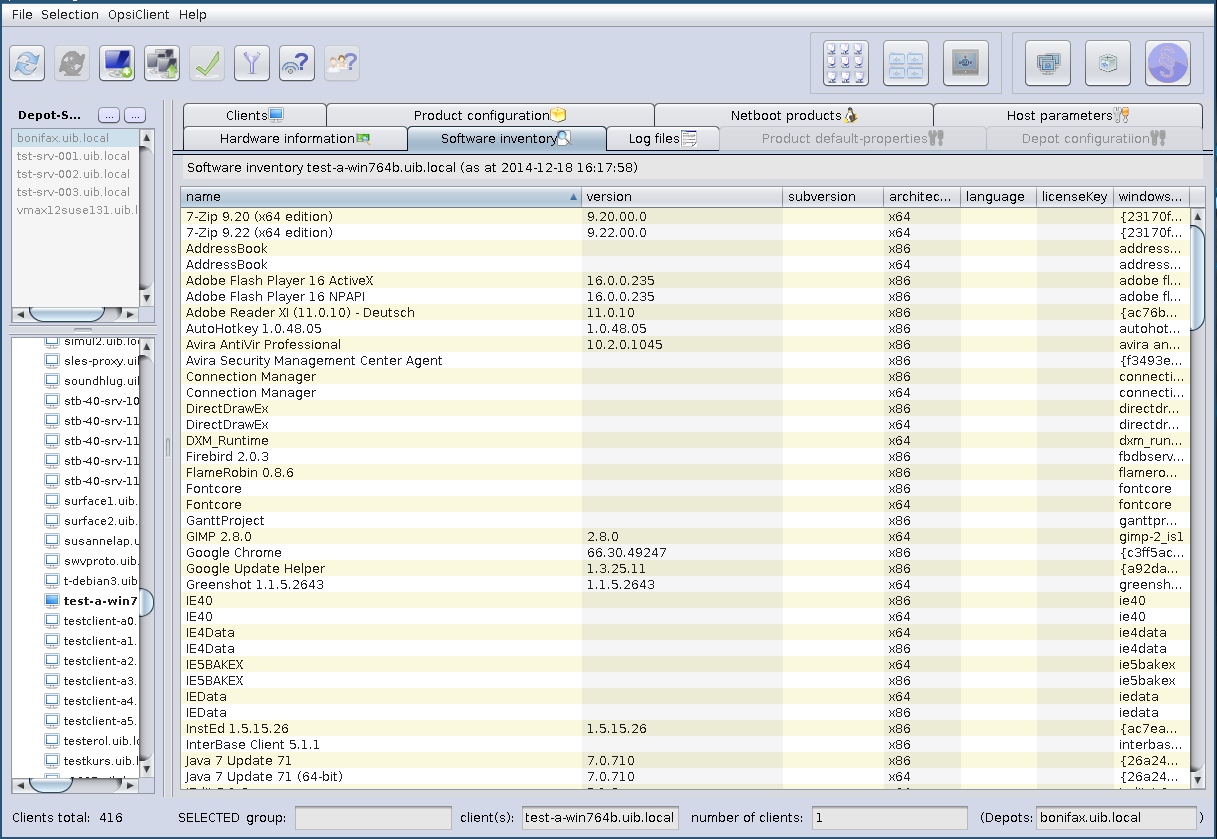 File Selection OpsiClient Help
Depot-S... ... ...
bonifax.uib.local
tst-srv-001.uib.local
tst-srv-002.uib.local
tst-srv-003.uib.local
vmax12suse131.uib.l
simul2.uib.lo
sles-proxy.uil
soundhlug.uil
stb-40-srv-10
stb-40-srv-11
stb-40-srv-11
stb-40-srv-11
stb-40-srv-11
surface1.uib.
surface2.uib.
susannelap.u
swvproto.uib.
t-debian3.uib
test-a-win7
testclient-a0.
testclient-a1.
testclient-a2.
testclient-a3.
testclient-a4.
testclient-a5.
testerol.uib.lo
testkurs.uib.l
Clients Product configuration Netboot products Host parameters
Hardware information Software inventory Log files Product default-properties Depot configuratiion
Software inventory test-a-win764b.uib.local (as at 2014-12-18 16:17:58)
name version subversion architec... language licenseKey windows...
7-Zip 9.20 (x64 edition) 9.20.00.0 x64 {23170f...
7-Zip 9.22 (x64 edition) 9.22.00.0 x64 {23170f...
AddressBook x86 address...
AddressBook x64 address...
Adobe Flash Player 16 ActiveX 16.0.0.235 x86 adobe fl...
Adobe Flash Player 16 NPAPI 16.0.0.235 x86 adobe fl...
Adobe Reader XI (11.0.10) - Deutsch 11.0.10 x86 {ac76b...
AutoHotkey 1.0.48.05 1.0.48.05 x86 autohot...
Avira AntiVir Professional 10.2.0.1045 x86 avira an...
Avira Security Management Center Agent x86 {f3493e...
Connection Manager x86 connecti...
Connection Manager x64 connecti...
DirectDrawEx x86 directdr...
DirectDrawEx x64 directdr...
DXM_Runtime x64 dxm_run...
Firebird 2.0.3 x86 fbdbserv...
FlameRobin 0.8.6 x86 flamero...
Fontcore x86 fontcore
Fontcore x64 fontcore
GanttProject x86 ganttpr...
GIMP 2.8.0 2.8.0 x64 gimp-2_is1
Google Chrome 66.30.49247 x86 {c3ff5ac...
Google Update Helper 1.3.25.11 x86 {a92da...
Greenshot 1.1.5.2643 1.1.5.2643 x64 greensh...
IE40 x86 ie40
IE40 x64 ie40
IE4Data x64 ie4data
IE4Data x86 ie4data
IE5BAKEX x64 ie5bakex
IE5BAKEX x86 ie5bakex
IEData x64 iedata
IEData x86 iedata
InstEd 1.5.15.26 1.5.15.26 x86 {ac7ea...
InterBase Client 5.1.1 x86 interbas...
Java 7 Update 71 7.0.710 x86 {26a24...
Java 7 Update 71 (64-bit) 7.0.710 x64 {26a24...
Clients total: 416 SELECTED group: client(s): test-a-win764b.uib.local number of clients: 1 (Depots: bonifax.uib.local )